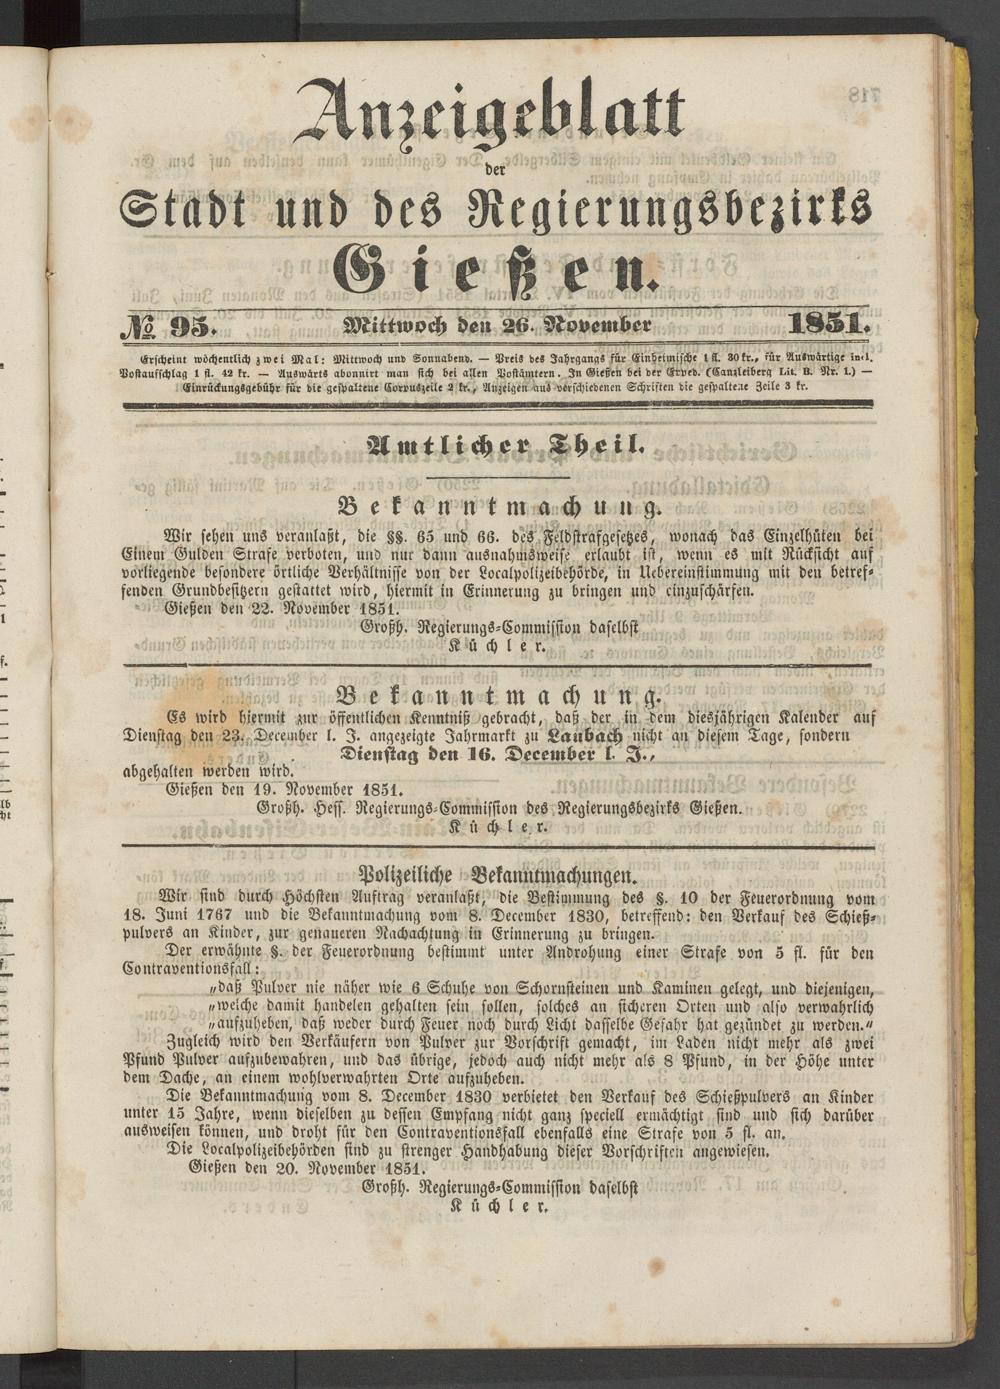 Anzeigeblatt
der
Stadt und des Regierungsbezirks
Gießen.
№ 95. Mittwoch den 26. November 1851.
Erscheint wöchentlich zwei Mal: Mittwoch und Sonnabend. — Preis des Jahrgangs für Einheimische 1 fl. 30 kr., für Auswärtige incl.
Postaufschlag 1 fl. 42 kr. — Auswärts abonnirt man sich bei allen Postämtern. In Gießen bei der Exped. (Canzleiberg Lit. B. Nr. 1.) —
Einrückungsgebühr für die gespaltene Corpuszeile 2 kr., Anzeigen aus verschiedenen Schriften die gespaltene Zeile 3 kr.
Amtlicher Theil.
Bekanntmachung.
Wir sehen uns veranlaßt, die §§. 65 und 66. des Feldstrafgesetzes, wonach das Einzelhüten bei
Einem Gulden Strafe verboten, und nur dann ausnahmsweise erlaubt ist, wenn es mit Rücksicht auf
vorliegende besondere örtliche Verhältnisse von der Localpolizeibehörde, in Uebereinstimmung mit den betref-
fenden Grundbesitzern gestattet wird, hiermit in Erinnerung zu bringen und einzuschärfen.
Gießen den 22. November 1851.
Großh. Regierungs-Commission daselbst
Küchler.
Bekanntmachung.
Es wird hiermit zur öffentlichen Kenntniß gebracht, daß der in dem diesjährigen Kalender auf
Dienstag den 23. December l. J. angezeigte Jahrmarkt zu Laubach nicht an diesem Tage, sondern
Dienstag den 16. December l. J.,
abgehalten werden wird.
Gießen den 19. November 1851.
Großh. Hess. Regierungs-Commission des Regierungsbezirks Gießen.
Küchler.
Polizeiliche Bekanntmachungen.
Wir sind durch Höchsten Auftrag veranlaßt, die Bestimmung des §. 10 der Feuerordnung vom
18. Juni 1767 und die Bekanntmachung vom 8. December 1830, betreffend: den Verkauf des Schieß-
pulvers an Kinder, zur genaueren Nachachtung in Erinnerung zu bringen.
Der erwähnte §. der Feuerordnung bestimmt unter Androhung einer Strafe von 5 fl. für den
Contraventionsfall:
„daß Pulver nie näher wie 6 Schuhe von Schornsteinen und Kaminen gelegt, und diejenigen,
„welche damit handelen gehalten sein sollen, solches an sicheren Orten und also verwahrlich
„aufzuheben, daß weder durch Feuer noch durch Licht dasselbe Gefahr hat gezündet zu werden.“
Zugleich wird den Verkäufern von Pulver zur Vorschrift gemacht, im Laden nicht mehr als zwei
Pfund Pulver aufzubewahren, und das übrige, jedoch auch nicht mehr als 8 Pfund, in der Höhe unter
dem Dache, an einem wohlverwahrten Orte aufzuheben.
Die Bekanntmachung vom 8. December 1830 verbietet den Verkauf des Schießpulvers an Kinder
unter 15 Jahre, wenn dieselben zu dessen Empfang nicht ganz speciell ermächtigt sind und sich darüber
ausweisen können, und droht für den Contraventionsfall ebenfalls eine Strafe von 5 fl. an.
Die Localpolizeibehörden sind zu strenger Handhabung dieser Vorschriften angewiesen.
Gießen den 20. November 1851.
Großh. Regierungs-Commission daselbst
Küchler.